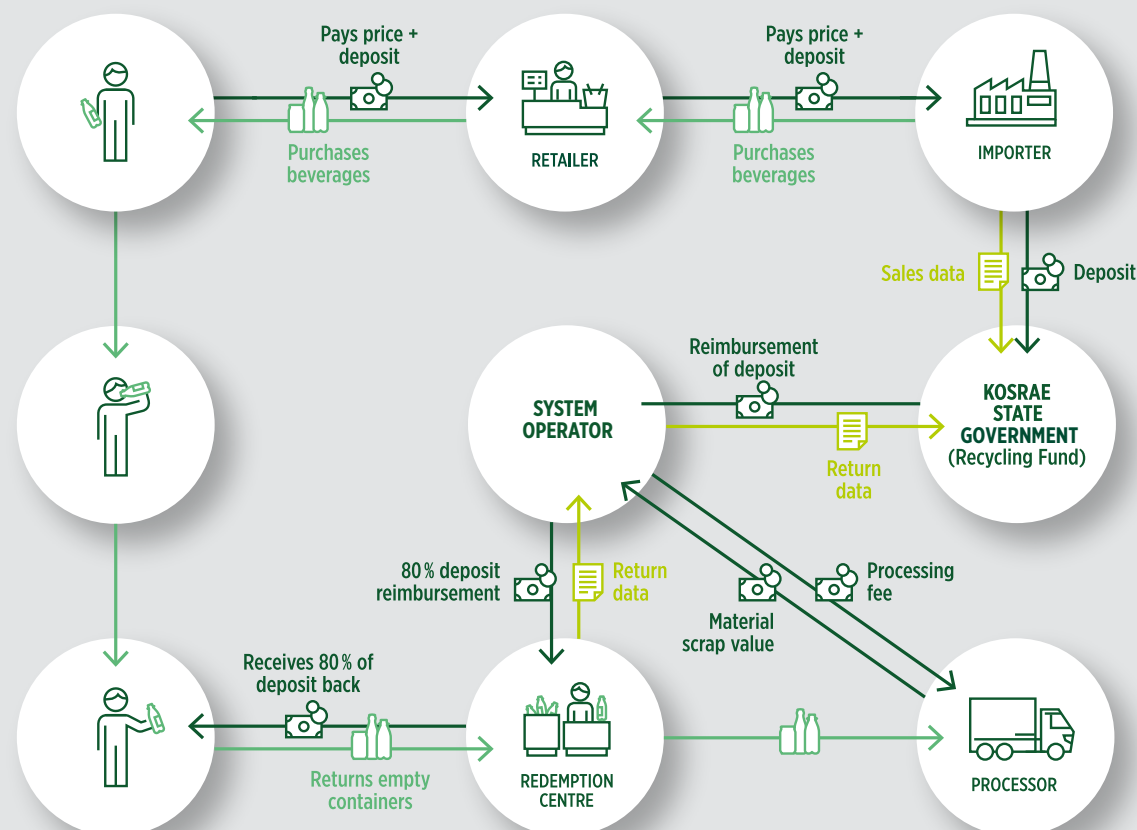 Pays price +
deposit
Purchases
beverages
RETAILER
Pays price +
deposit
Purchases
beverages
IMPORTER
Sales data
Deposit
Reimbursement
of deposit
SYSTEM
OPERATOR
KOSRAE
STATE
GOVERNMENT
(Recycling Fund)
Return
data
80% deposit
reimbursement
Return
data
Processing
fee
Material
scrap value
Receives 80% of
deposit back
Returns empty
containers
REDEMPTION
CENTRE
PROCESSOR